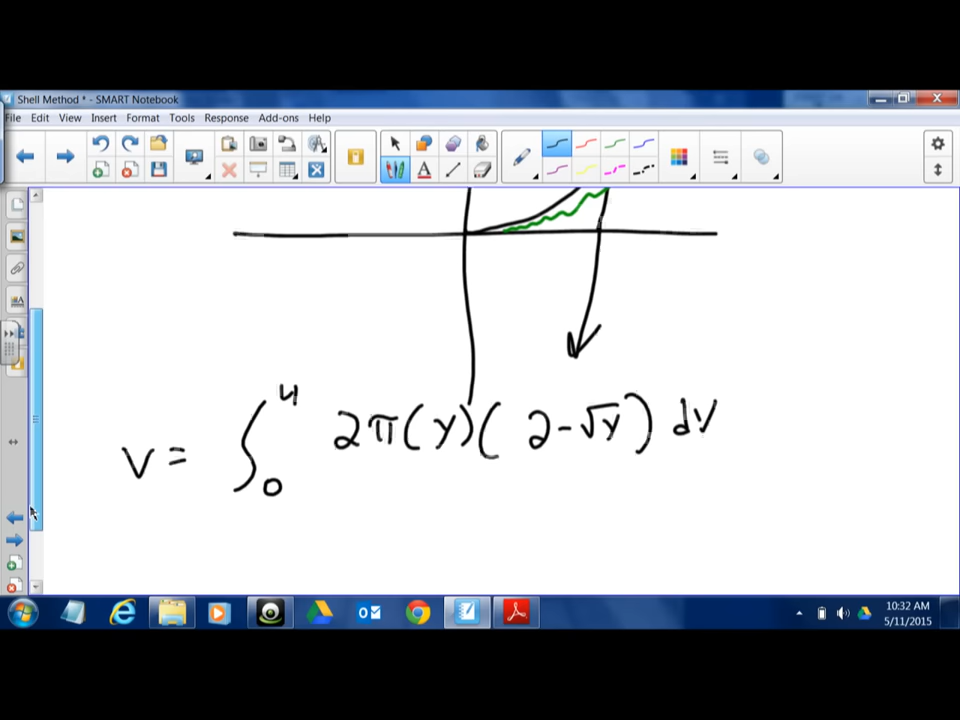 Shell Method * - SMART Notebook
File Edit View Insert Format Tools Response Add-ons Help
V = ∫₀⁴ 2π(y)(2-√y) dy
10:32 AM
5/11/2015